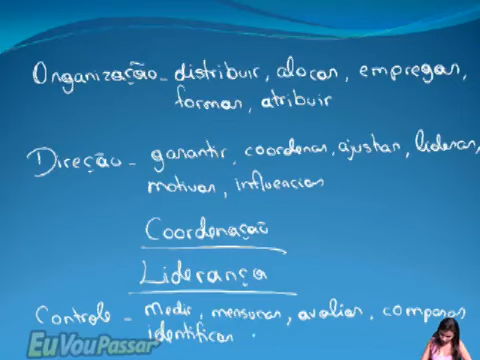 Organização - distribuir, alocar, empregar,
formar, atribuir
Direção - garantir, coordenar, ajustar, liderar,
motivar, influenciar
Coordenação
Liderança
Controle - medir, mensurar, avaliar, comparar
identificar.
EuVouPassar